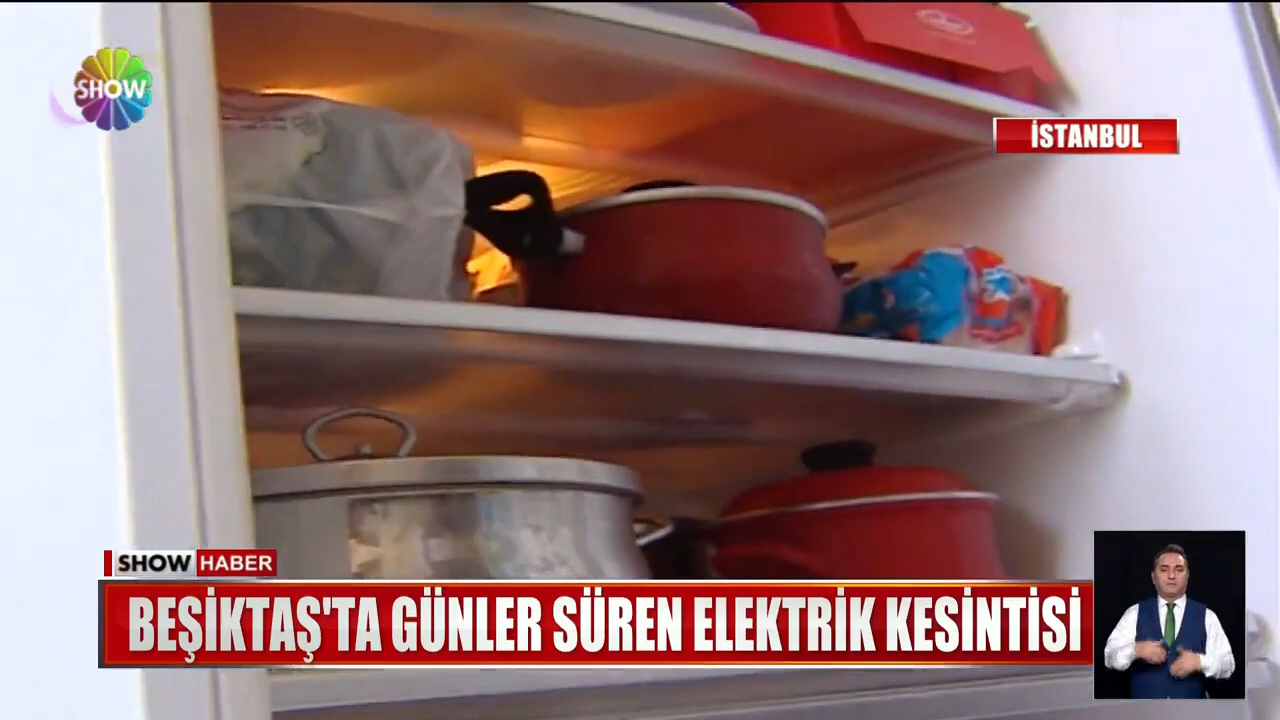 SHOW
İSTANBUL
SHOW HABER
BEŞİKTAŞ'TA GÜNLER SÜREN ELEKTRİK KESİNTİSİ